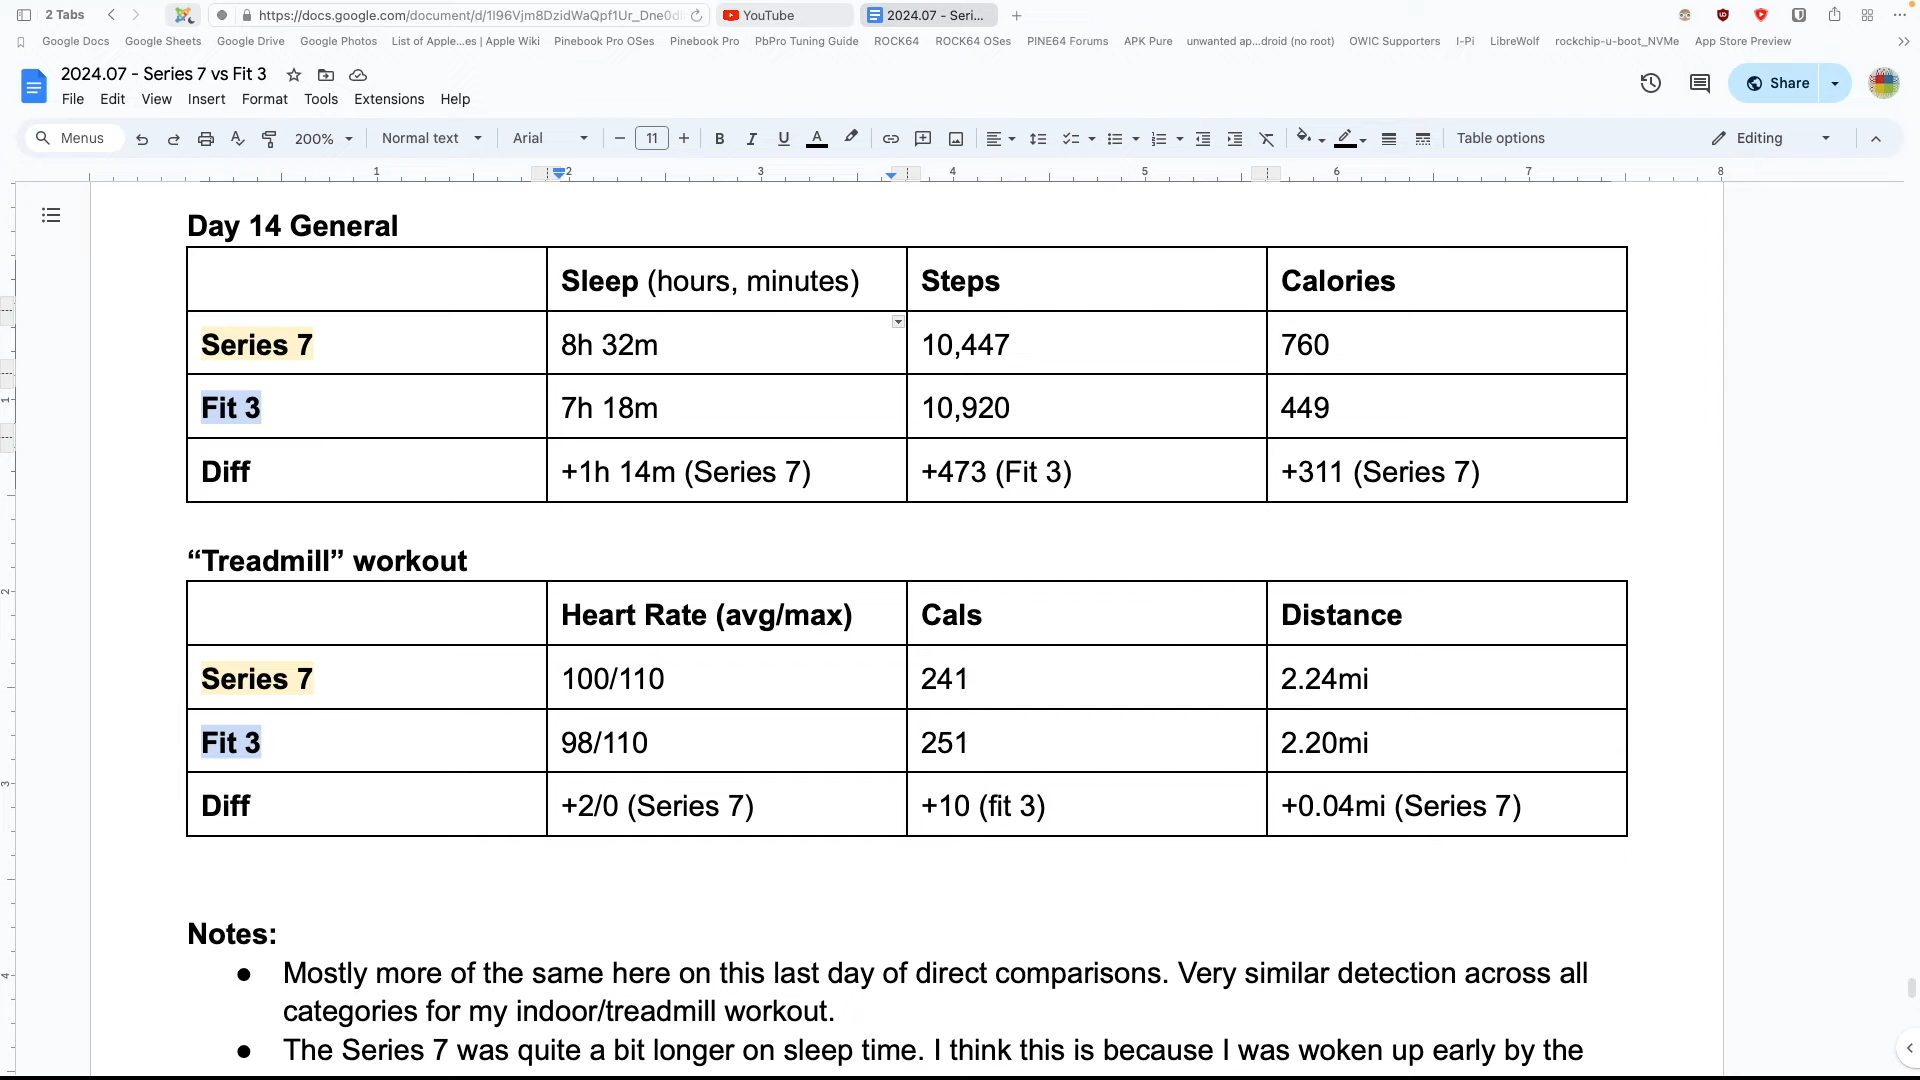 2 Tabs https://docs.google.com/document/d/1I96Vjm8DzidWaQpf1Ur_Dne0di YouTube 2024.07 - Seri...
Google Docs Google Sheets Google Drive Google Photos List of Apple...es | Apple Wiki Pinebook Pro OSes Pinebook Pro PbPro Tuning Guide ROCK64 ROCK64 OSes PINE64 Forums APK Pure unwanted ap...droid (no root) OWIC Supporters I-Pi LibreWolf rockchip-u-boot_NVMe App Store Preview
2024.07 - Series 7 vs Fit 3
Share
File Edit View Insert Format Tools Extensions Help
Menus 200% Normal text Arial 11 Table options Editing
1 2 3 4 5 6 7 8
Day 14 General
Sleep (hours, minutes) Steps Calories
Series 7 8h 32m 10,447 760
Fit 3 7h 18m 10,920 449
Diff +1h 14m (Series 7) +473 (Fit 3) +311 (Series 7)
“Treadmill” workout
Heart Rate (avg/max) Cals Distance
Series 7 100/110 241 2.24mi
Fit 3 98/110 251 2.20mi
Diff +2/0 (Series 7) +10 (fit 3) +0.04mi (Series 7)
Notes:
● Mostly more of the same here on this last day of direct comparisons. Very similar detection across all
categories for my indoor/treadmill workout.
● The Series 7 was quite a bit longer on sleep time. I think this is because I was woken up early by the